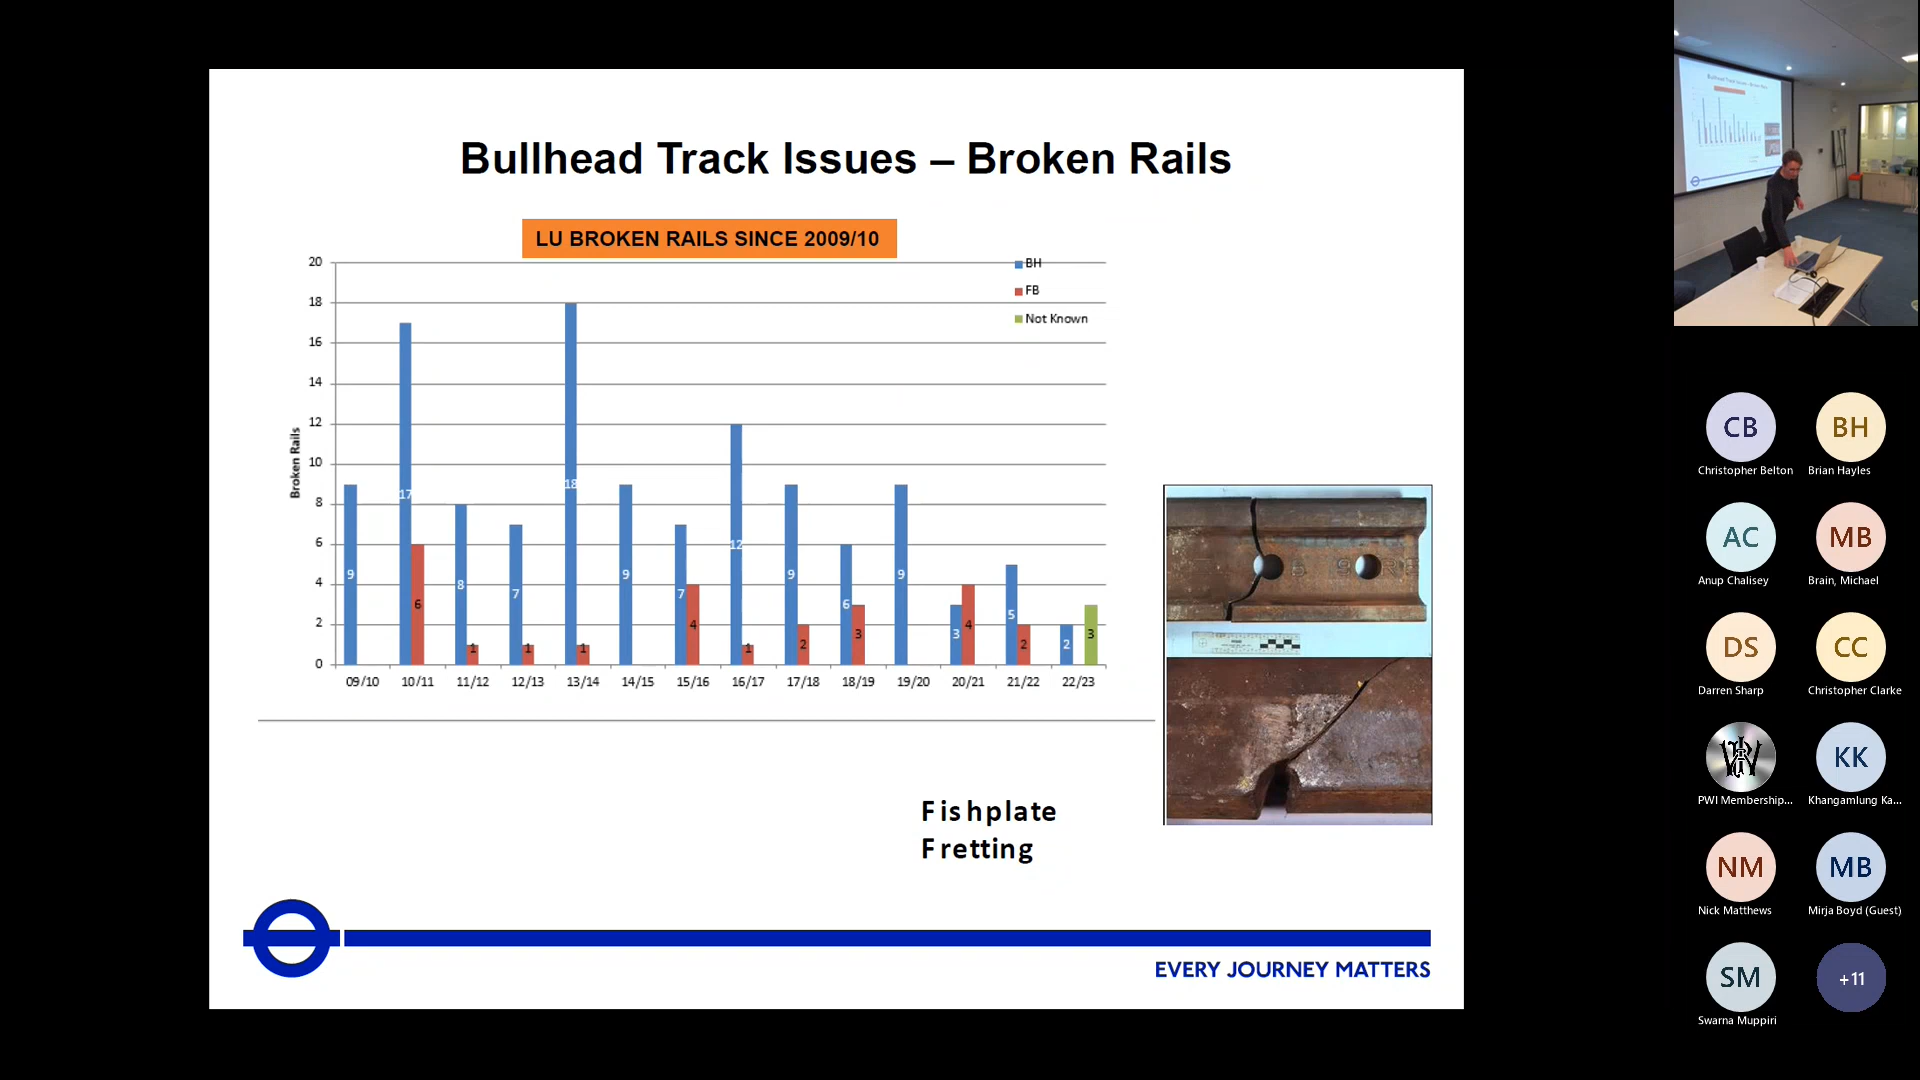 Bullhead Track Issues – Broken Rails
LU BROKEN RAILS SINCE 2009/10
BH
FB
Not Known
Broken Rails
20
18
16
14
12
10
8
6
4
2
0
9
17
6
8
1
7
1
18
1
9
7
4
12
1
9
2
6
3
9
3
4
5
2
2
3
09/10 10/11 11/12 12/13 13/14 14/15 15/16 16/17 17/18 18/19 19/20 20/21 21/22 22/23
Fishplate
Fretting
EVERY JOURNEY MATTERS
CB BH
Christopher Belton Brian Hayles
AC MB
Anup Chalisey Brain, Michael
DS CC
Darren Sharp Christopher Clarke
KK
PWI Membership... Khangamlung Ka...
NM MB
Nick Matthews Mirja Boyd (Guest)
SM +11
Swarna Muppiri